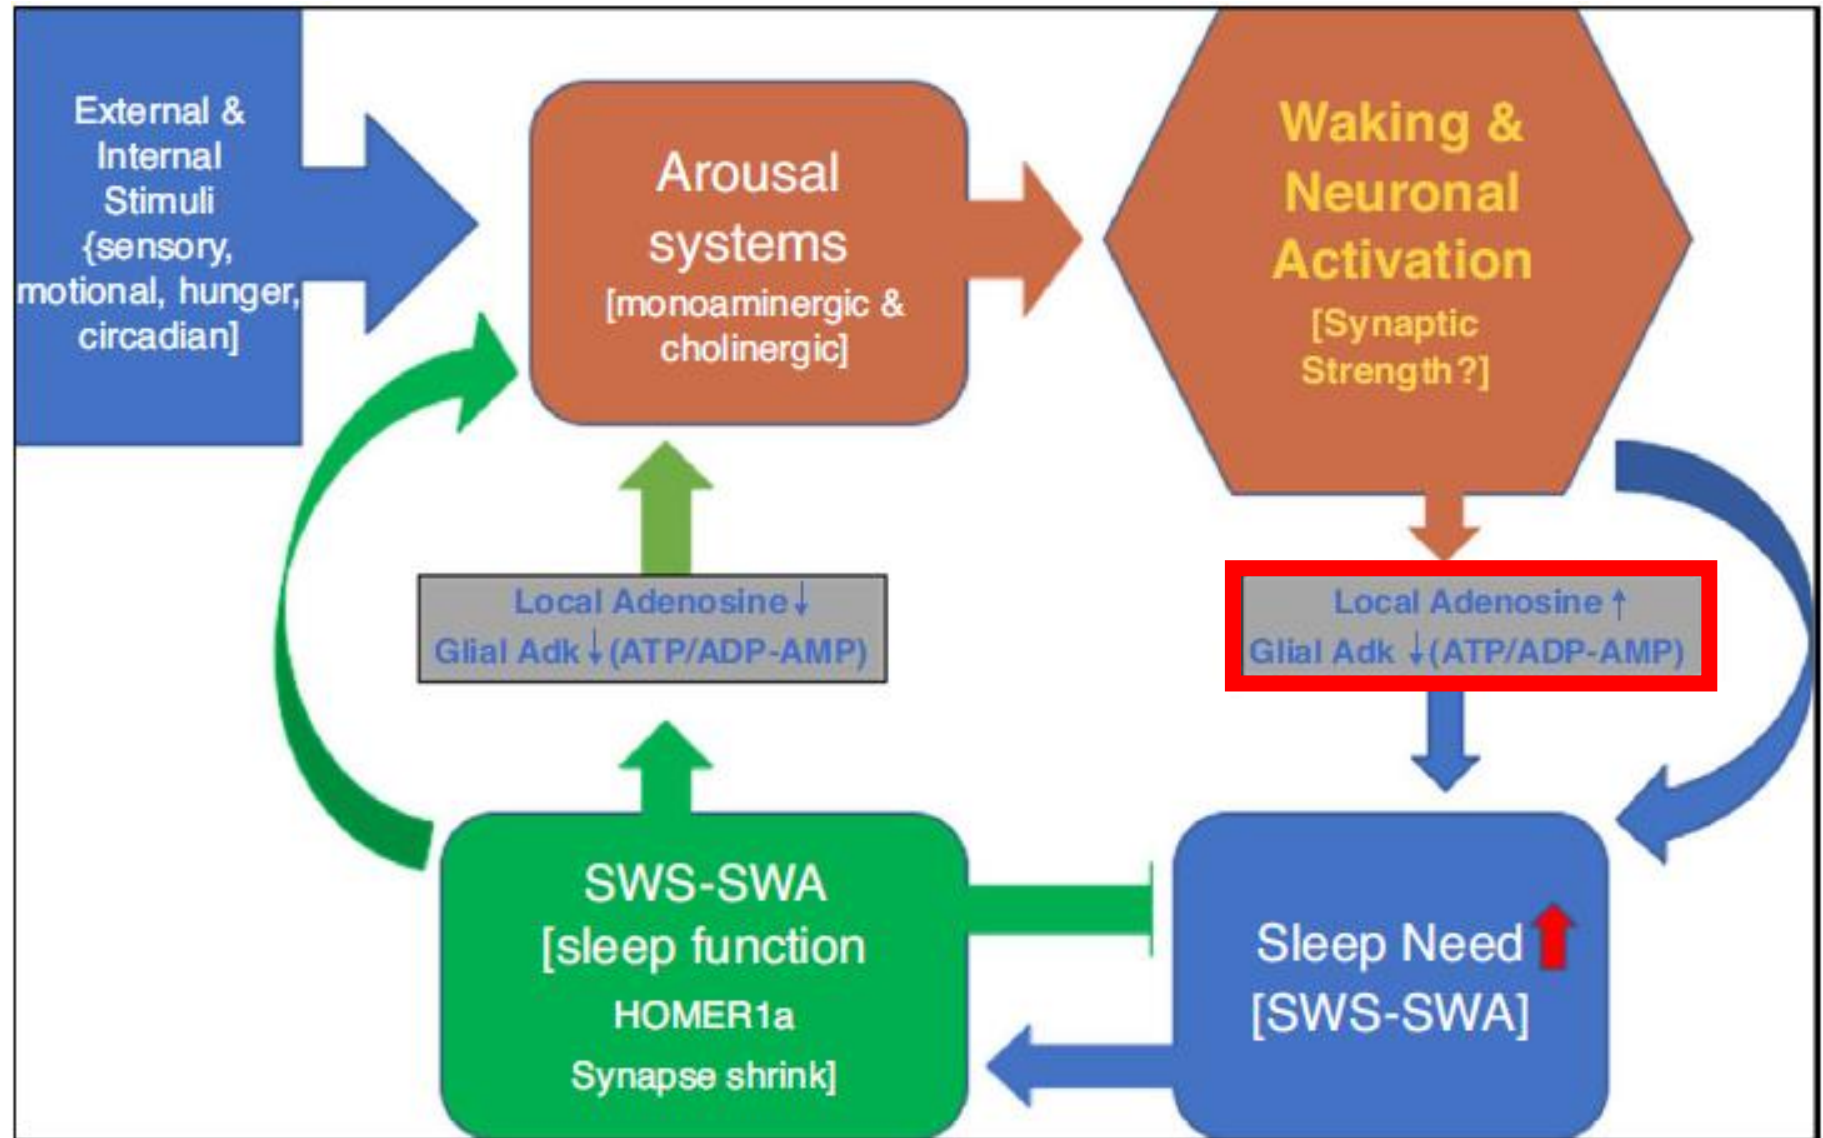 External &
Internal
Stimuli
{sensory,
motional, hunger,
circadian]
Arousal
systems
[monoaminergic &
cholinergic]
Waking &
Neuronal
Activation
[Synaptic
Strength?]
Local Adenosine↓
Glial Adk↓(ATP/ADP-AMP)
Local Adenosine↑
Glial Adk ↓(ATP/ADP-AMP)
SWS-SWA
[sleep function
HOMER1a
Synapse shrink]
Sleep Need
[SWS-SWA]